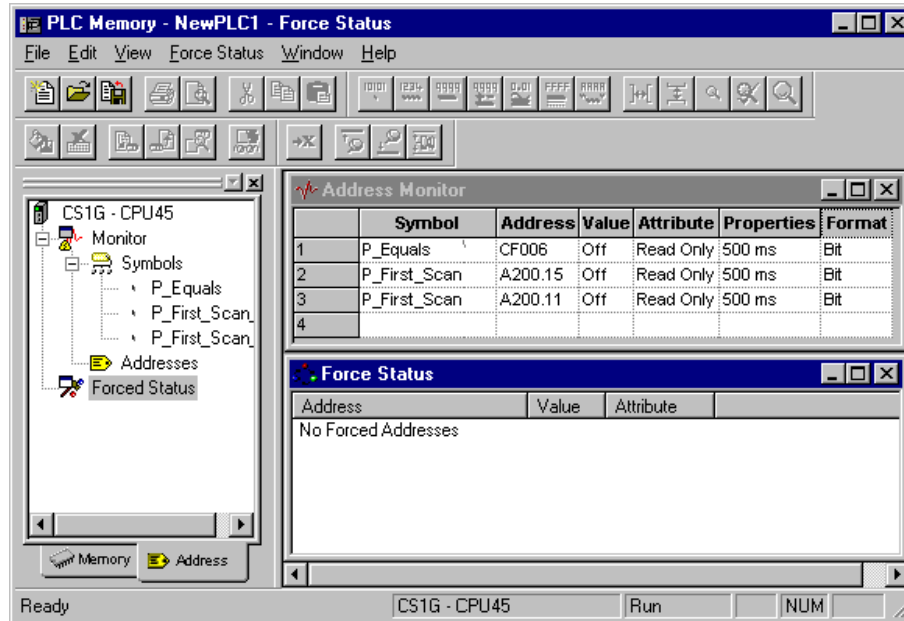 PLC Memory - NewPLC1 - Force Status
File Edit View Force Status Window Help
CS1G - CPU45
Monitor
Symbols
P_Equals
P_First_Scan_
P_First_Scan_
Addresses
Forced Status
Memory Address
Address Monitor
Symbol Address Value Attribute Properties Format
1 P_Equals CF006 Off Read Only 500 ms Bit
2 P_First_Scan A200.15 Off Read Only 500 ms Bit
3 P_First_Scan A200.11 Off Read Only 500 ms Bit
4
Force Status
Address Value Attribute
No Forced Addresses
Ready CS1G - CPU45 Run NUM